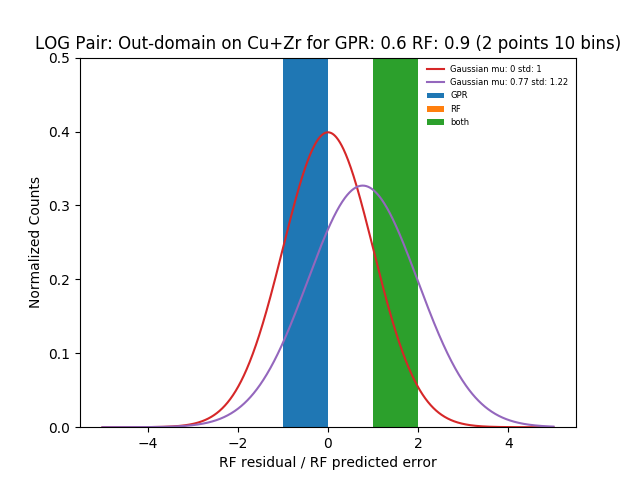 LOG Pair: Out-domain on Cu+Zr for GPR: 0.6 RF: 0.9 (2 points 10 bins)
0.5
0.4
0.3
0.2
0.1
0.0
Normalized Counts
Gaussian mu: 0 std: 1
Gaussian mu: 0.77 std: 1.22
GPR
RF
both
−4
−2
0
2
4
RF residual / RF predicted error